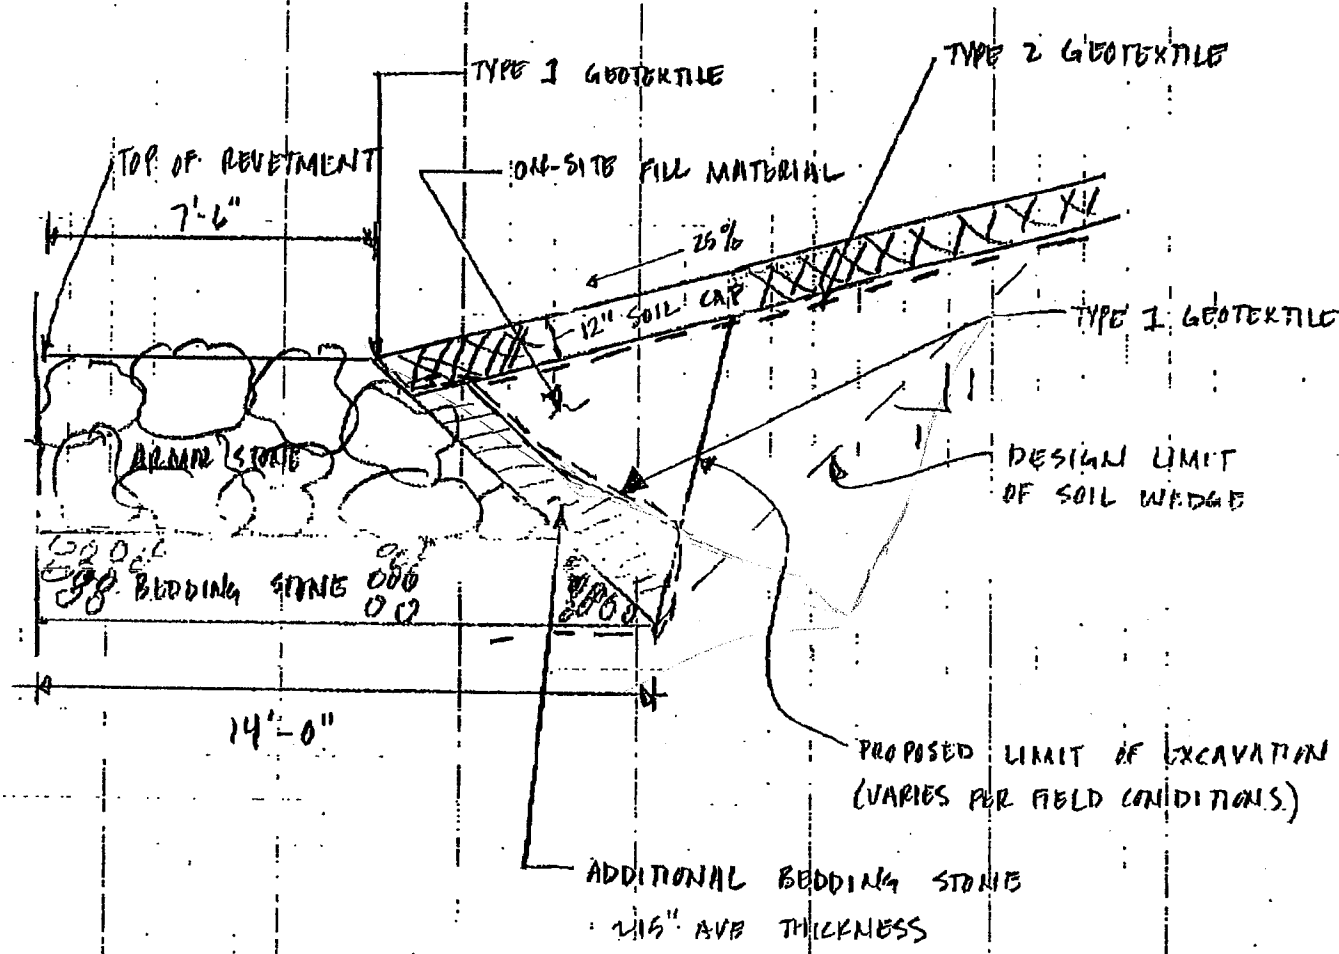 TYPE 2 GEOTEXTILE
TYPE 1 GEOTEXTILE
TOP OF REVETMENT
ON-SITE FILL MATERIAL
7'-6"
25%
12" SOIL CAP
TYPE 1 GEOTEXTILE
ARMOR STONE
DESIGN LIMIT
OF SOIL WEDGE
BEDDING STONE
14'-0"
PROPOSED LIMIT OF EXCAVATION
(VARIES PER FIELD CONDITIONS)
ADDITIONAL BEDDING STONE
AVE THICKNESS